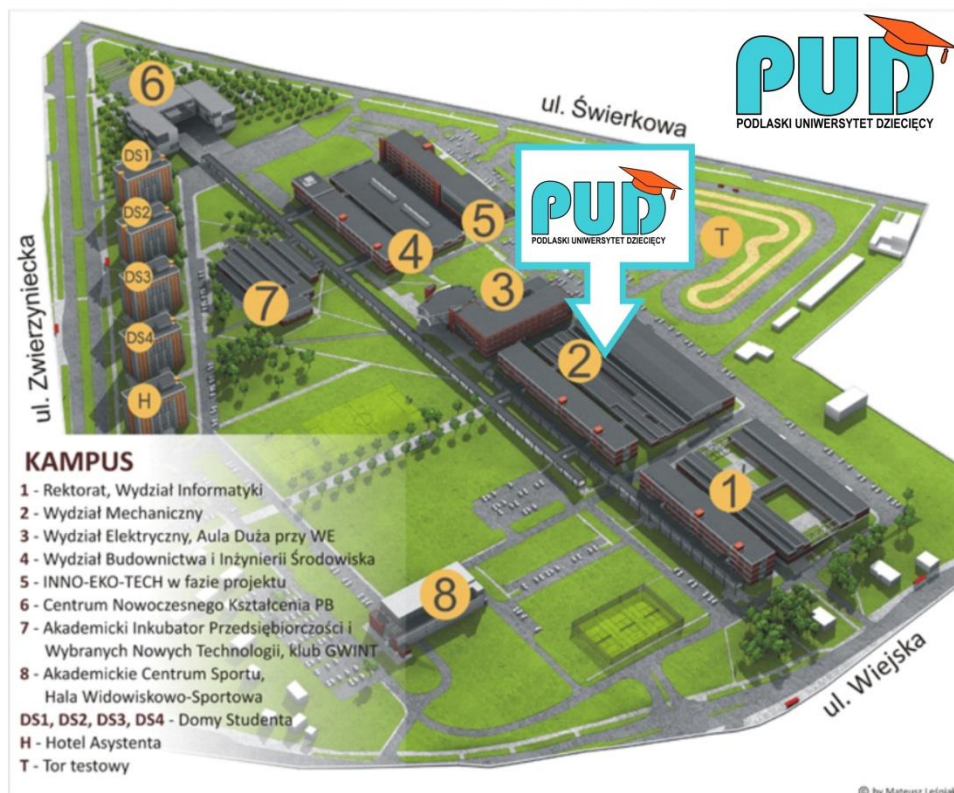 PUD
PODLASKI UNIWERSYTET DZIECIĘCY
ul. Świerkowa
PUD
PODLASKI UNIWERSYTET DZIECIĘCY
ul. Zwierzyniecka
6
DS1
DS2
DS3
DS4
H
7
4
5
3
T
2
1
8
ul. Wiejska
KAMPUS
1 - Rektorat, Wydział Informatyki
2 - Wydział Mechaniczny
3 - Wydział Elektryczny, Aula Duża przy WE
4 - Wydział Budownictwa i Inżynierii Środowiska
5 - INNO-EKO-TECH w fazie projektu
6 - Centrum Nowoczesnego Kształcenia PB
7 - Akademicki Inkubator Przedsiębiorczości i
Wybranych Nowych Technologii, klub GWINT
8 - Akademickie Centrum Sportu,
Hala Widowiskowo-Sportowa
DS1, DS2, DS3, DS4 - Domy Studenta
H - Hotel Asystenta
T - Tor testowy
© by Mateusz Leśniak